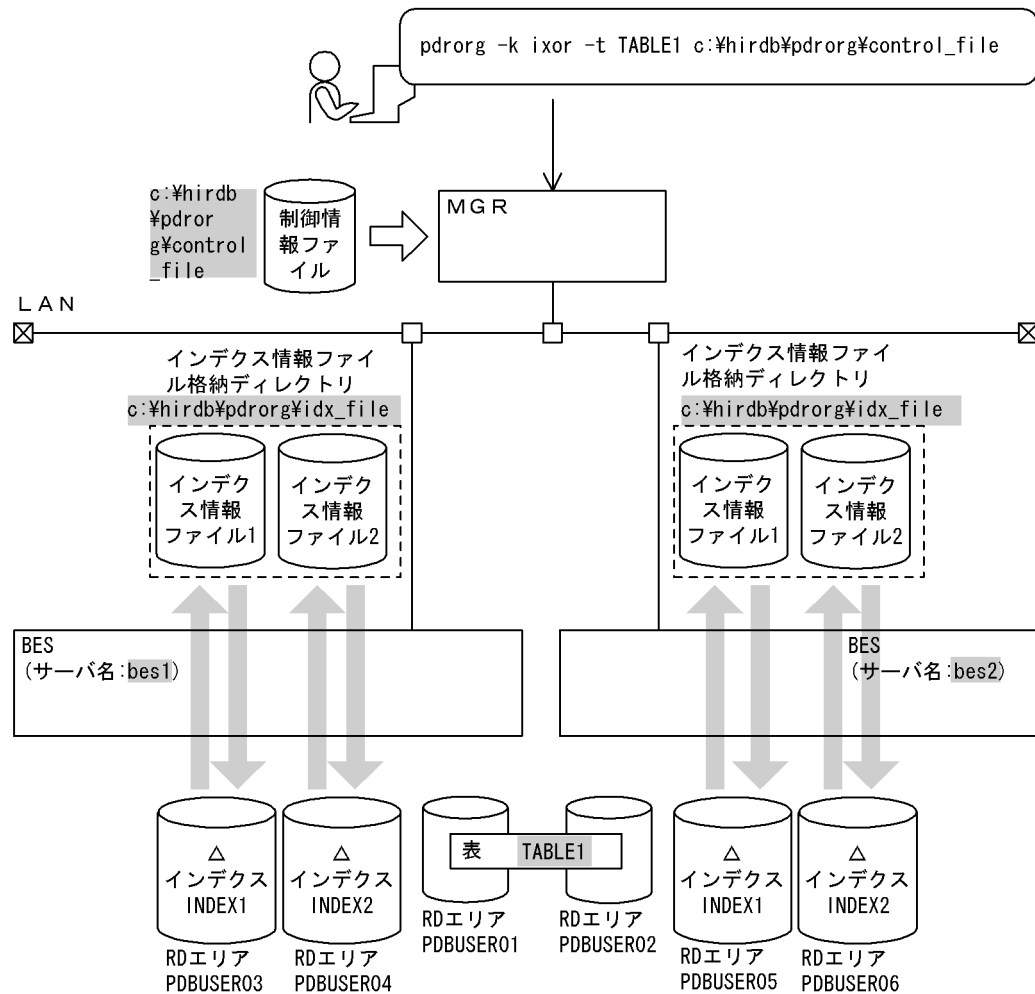 pdrorg -k ixor -t TABLE1 c:¥hirdb¥pdrorg¥control_file
c:¥hirdb
¥pdror
g¥control
_file
制御情
報ファ
イル
ＭＧＲ
ＬＡＮ
インデクス情報ファイ
ル格納ディレクトリ
c:¥hirdb¥pdrorg¥idx_file
インデク
ス情報
ファイル1
インデク
ス情報
ファイル2
インデクス情報ファイ
ル格納ディレクトリ
c:¥hirdb¥pdrorg¥idx_file
インデク
ス情報
ファイル1
インデク
ス情報
ファイル2
BES
(サーバ名:bes1)
BES
(サーバ名:bes2)
△
インデクス
INDEX1
RDエリア
PDBUSER03
△
インデクス
INDEX2
RDエリア
PDBUSER04
表 TABLE1
RDエリア
PDBUSER01
RDエリア
PDBUSER02
△
インデクス
INDEX1
RDエリア
PDBUSER05
△
インデクス
INDEX2
RDエリア
PDBUSER06